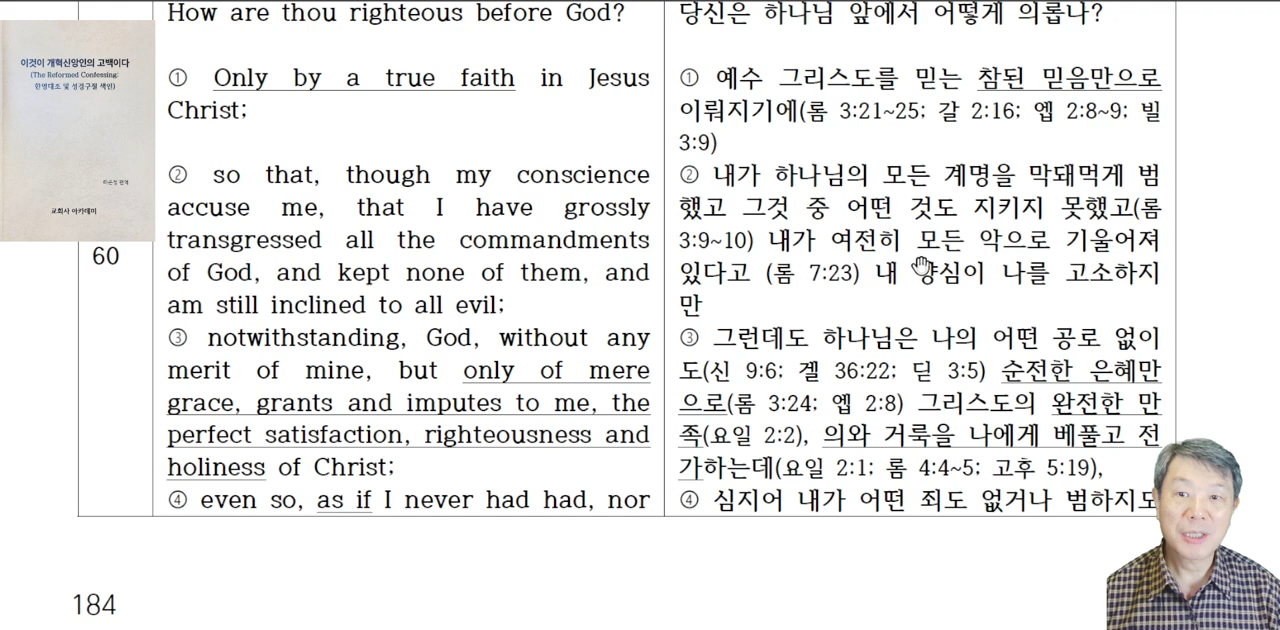 이것이 개혁신앙인의 고백이다
(The Reformed Confessing:
한영대조 및 성경구절 색인)
교회사 아카데미
60
How are thou righteous before God?
① Only by a true faith in Jesus
Christ;
② so that, though my conscience
accuse me, that I have grossly
transgressed all the commandments
of God, and kept none of them, and
am still inclined to all evil;
③ notwithstanding, God, without any
merit of mine, but only of mere
grace, grants and imputes to me, the
perfect satisfaction, righteousness and
holiness of Christ;
④ even so, as if I never had had, nor
당신은 하나님 앞에서 어떻게 의롭나?
① 예수 그리스도를 믿는 참된 믿음만으로
이뤄지기에(롬 3:21~25; 갈 2:16; 엡 2:8~9; 빌
3:9)
② 내가 하나님의 모든 계명을 막돼먹게 범
했고 그것 중 어떤 것도 지키지 못했고(롬
3:9~10) 내가 여전히 모든 악으로 기울어져
있다고 (롬 7:23) 내 양심이 나를 고소하지
만
③ 그런데도 하나님은 나의 어떤 공로 없이
도(신 9:6; 겔 36:22; 딛 3:5) 순전한 은혜만
으로(롬 3:24; 엡 2:8) 그리스도의 완전한 만
족(요일 2:2), 의와 거룩을 나에게 베풀고 전
가하는데(요일 2:1; 롬 4:4~5; 고후 5:19),
④ 심지어 내가 어떤 죄도 없거나 범하지도
184